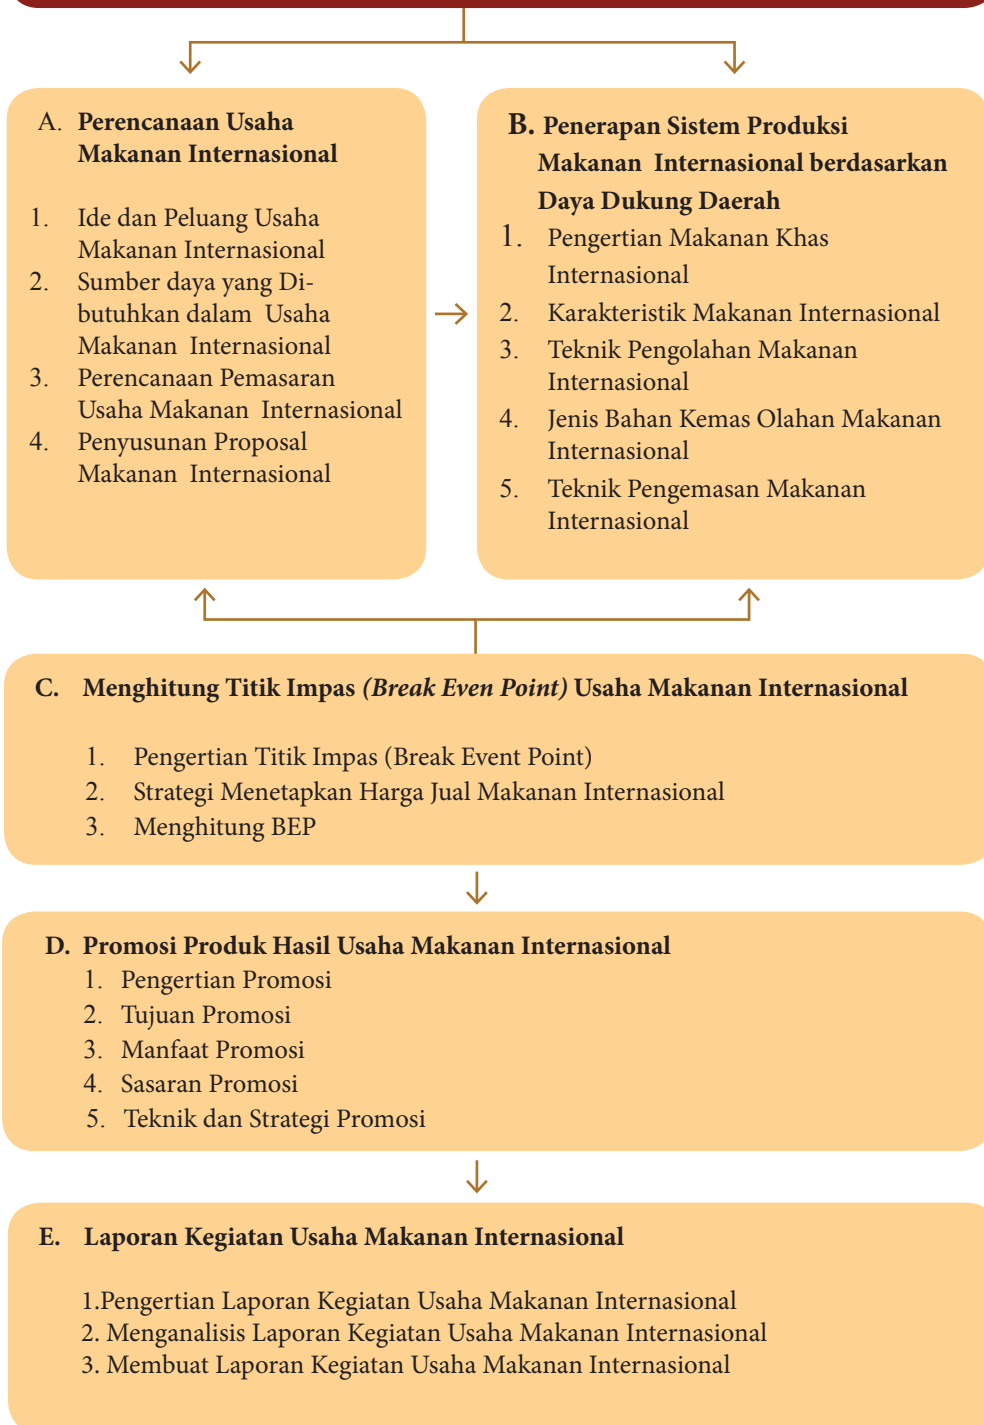 A. Perencanaan Usaha
Makanan Internasional
1. Ide dan Peluang Usaha
Makanan Internasional
2. Sumber daya yang Di-
butuhkan dalam Usaha
Makanan Internasional
3. Perencanaan Pemasaran
Usaha Makanan Internasional
4. Penyusunan Proposal
Makanan Internasional
B. Penerapan Sistem Produksi
Makanan Internasional berdasarkan
Daya Dukung Daerah
1. Pengertian Makanan Khas
Internasional
2. Karakteristik Makanan Internasional
3. Teknik Pengolahan Makanan
Internasional
4. Jenis Bahan Kemas Olahan Makanan
Internasional
5. Teknik Pengemasan Makanan
Internasional
C. Menghitung Titik Impas (Break Even Point) Usaha Makanan Internasional
1. Pengertian Titik Impas (Break Event Point)
2. Strategi Menetapkan Harga Jual Makanan Internasional
3. Menghitung BEP
D. Promosi Produk Hasil Usaha Makanan Internasional
1. Pengertian Promosi
2. Tujuan Promosi
3. Manfaat Promosi
4. Sasaran Promosi
5. Teknik dan Strategi Promosi
E. Laporan Kegiatan Usaha Makanan Internasional
1.Pengertian Laporan Kegiatan Usaha Makanan Internasional
2. Menganalisis Laporan Kegiatan Usaha Makanan Internasional
3. Membuat Laporan Kegiatan Usaha Makanan Internasional